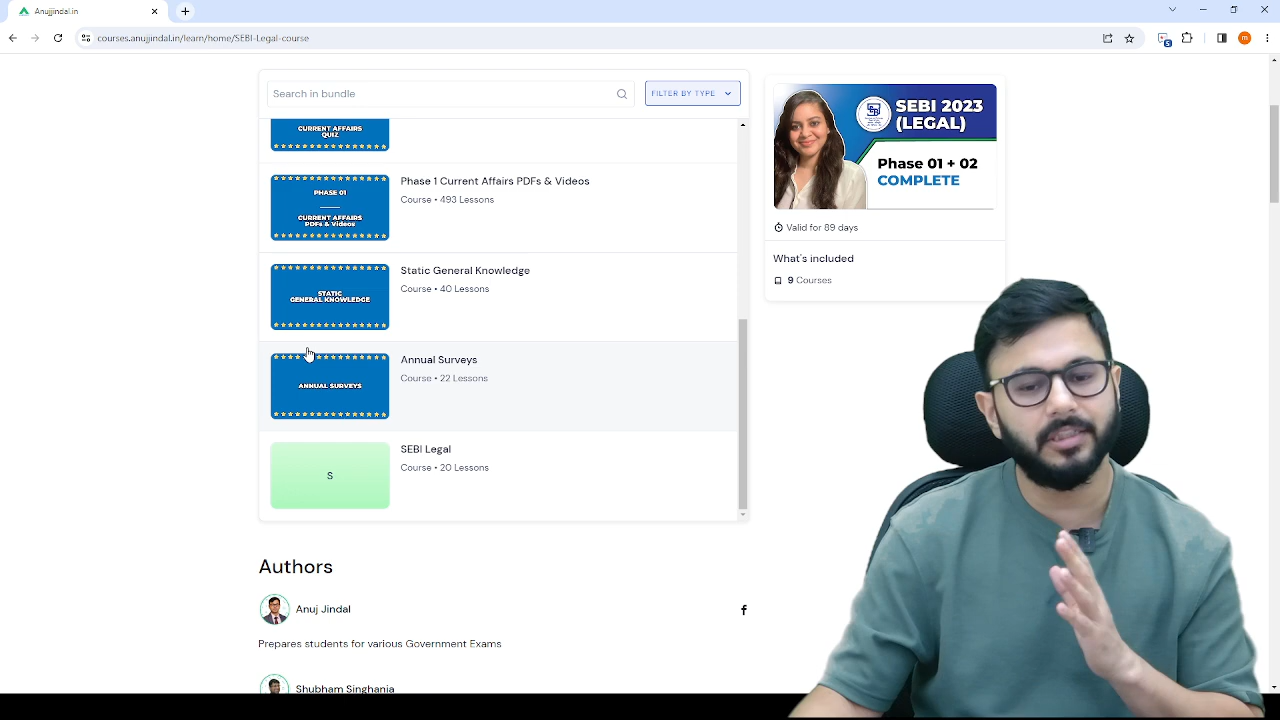 Anujjindal.in
courses.anujjindal.in/learn/home/SEBI-Legal-course
5
m
Search in bundle
FILTER BY TYPE
CURRENT AFFAIRS
QUIZ
PHASE 01
CURRENT AFFAIRS
PDFs & Videos
Phase 1 Current Affairs PDFs & Videos
Course • 493 Lessons
STATIC
GENERAL KNOWLEDGE
Static General Knowledge
Course • 40 Lessons
ANNUAL SURVEYS
Annual Surveys
Course • 22 Lessons
S
SEBI Legal
Course • 20 Lessons
SEBI 2023
(LEGAL)
Phase 01 + 02
COMPLETE
Valid for 89 days
What's included
9 Courses
Authors
Anuj Jindal
Prepares students for various Government Exams
Shubham Singhania